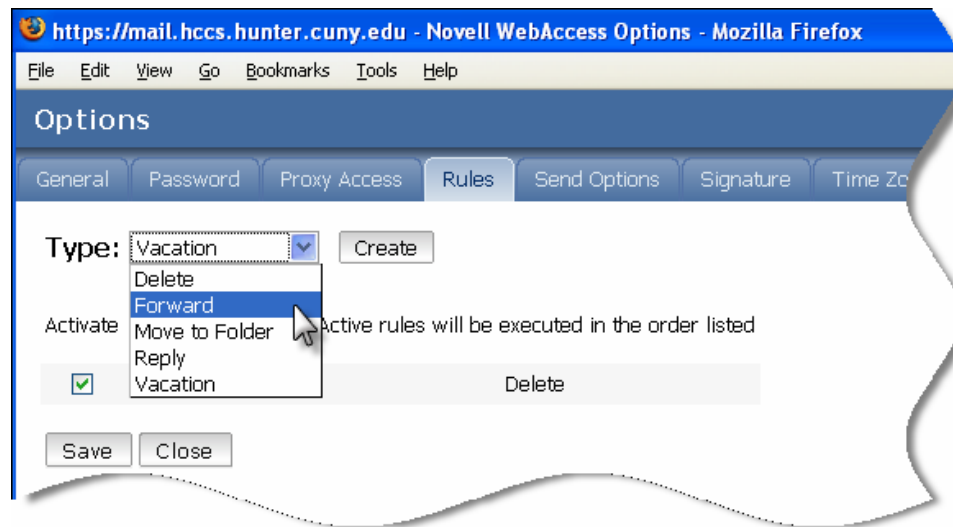 https://mail.hccs.hunter.cuny.edu - Novell WebAccess Options - Mozilla Firefox
File Edit View Go Bookmarks Tools Help
Options
General Password Proxy Access Rules Send Options Signature Time
Type: Vacation Create
Delete
Forward
Activate Move to Folder Active rules will be executed in the order listed
Reply
Vacation Delete
Save Close